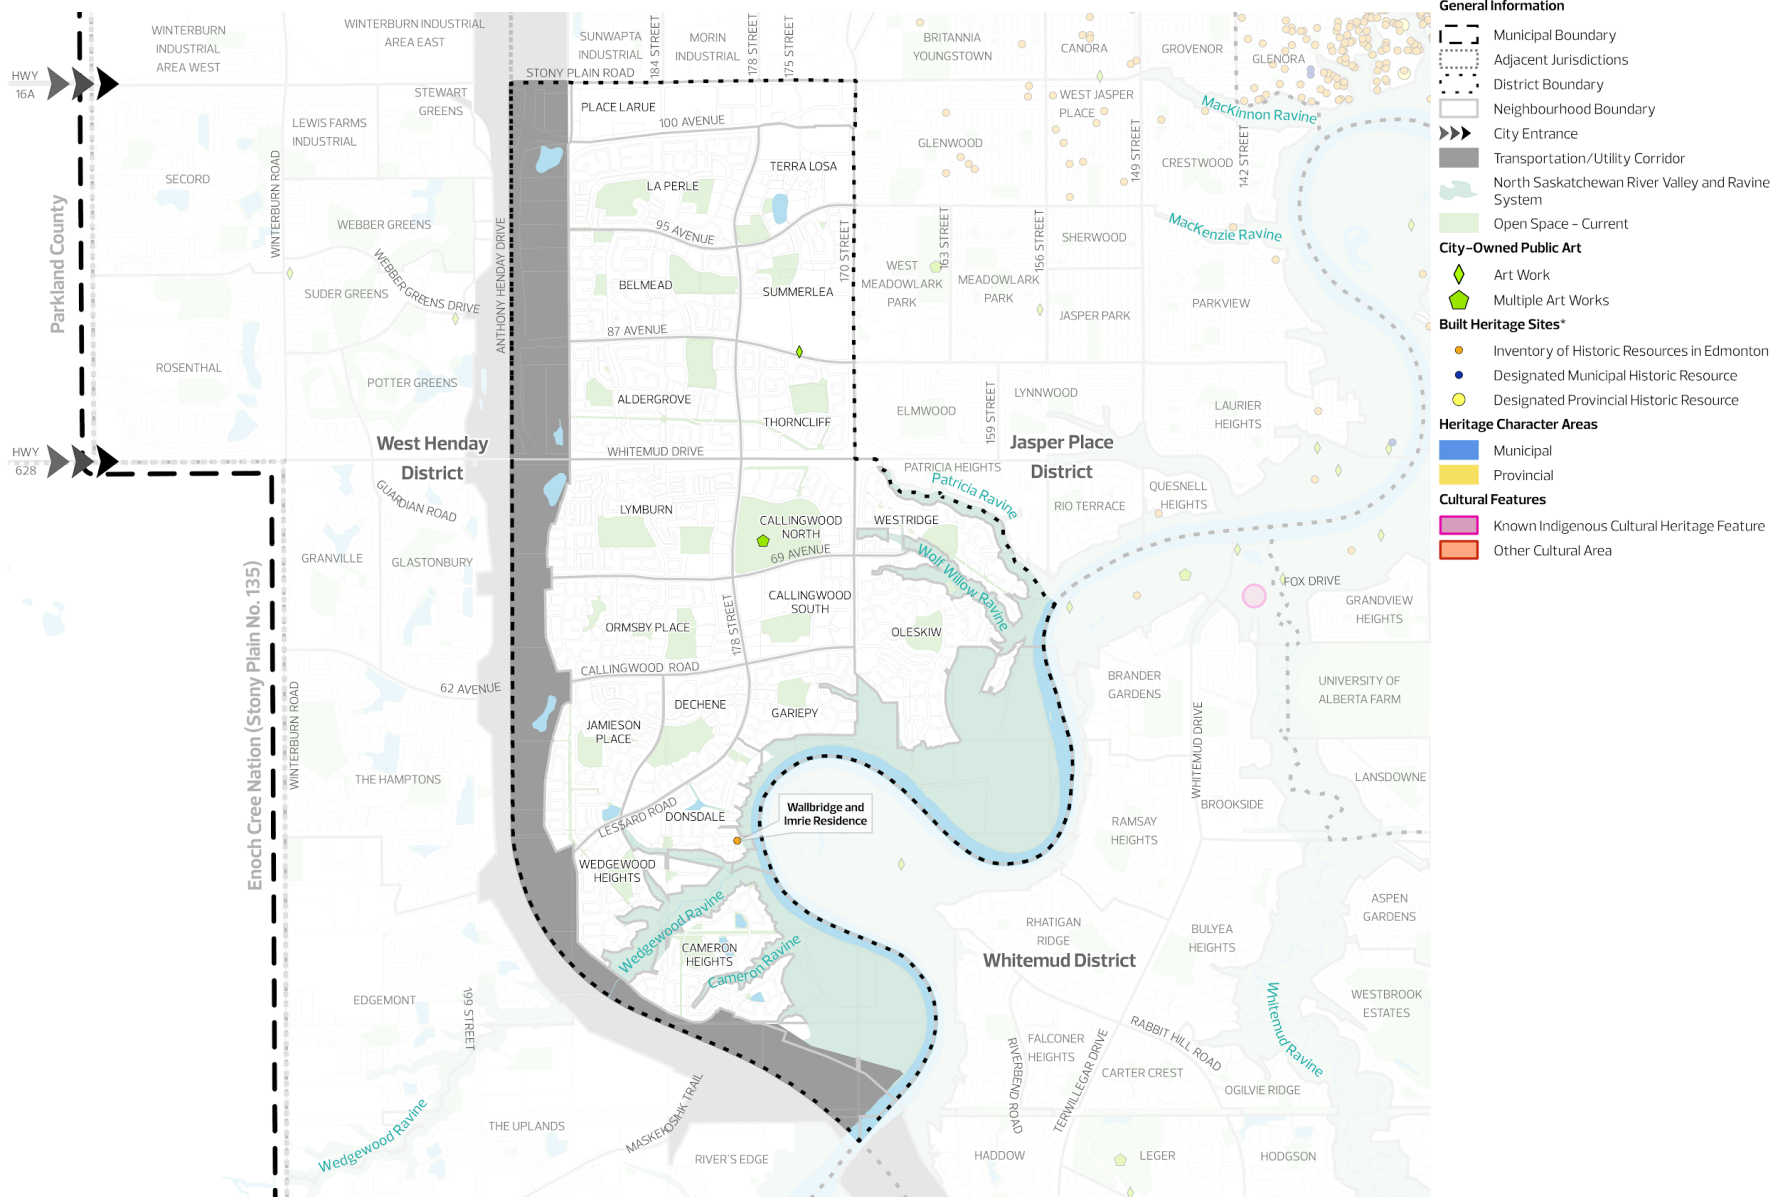 WINTERBURN
INDUSTRIAL
AREA WEST
WINTERBURN INDUSTRIAL
AREA EAST
SUNWAPTA
INDUSTRIAL
184 STREET
MORIN
INDUSTRIAL
178 STREET
175 STREET
BRITANNIA
YOUNGSTOWN
CANORA
GROVENOR
GLENORA
STONY PLAIN ROAD
HWY
16A
STEWART
GREENS
PLACE LARUE
WEST JASPER
PLACE
MacKinnon Ravine
LEWIS FARMS
INDUSTRIAL
100 AVENUE
GLENWOOD
149 STREET
142 STREET
CRESTWOOD
TERRA LOSA
SECORD
WINTERBURN ROAD
LA PERLE
Parkland County
WEBBER GREENS
ANTHONY HENDAY DRIVE
95 AVENUE
170 STREET
163 STREET
156 STREET
SHERWOOD
MacKenzie Ravine
WEBBER GREENS DRIVE
SUDER GREENS
BELMEAD
SUMMERLEA
WEST
MEADOWLARK
PARK
MEADOWLARK
PARK
PARKVIEW
JASPER PARK
87 AVENUE
ROSENTHAL
POTTER GREENS
ALDERGROVE
THORNCLIFF
ELMWOOD
159 STREET
LYNNWOOD
LAURIER
HEIGHTS
West Henday
District
Jasper Place
District
HWY
628
WHITEMUD DRIVE
PATRICIA HEIGHTS
Patricia Ravine
GUARDIAN ROAD
LYMBURN
CALLINGWOOD
NORTH
WESTRIDGE
RIO TERRACE
QUESNELL
HEIGHTS
69 AVENUE
Wolf Willow Ravine
GRANVILLE
GLASTONBURY
Enoch Cree Nation (Stony Plain No. 135)
CALLINGWOOD
SOUTH
FOX DRIVE
GRANDVIEW
HEIGHTS
ORMSBY PLACE
178 STREET
OLESKIW
CALLINGWOOD ROAD
62 AVENUE
WINTERBURN ROAD
BRANDER
GARDENS
UNIVERSITY OF
ALBERTA FARM
DECHENE
GARIEPY
JAMIESON
PLACE
WHITEMUD DRIVE
THE HAMPTONS
LANSDOWNE
BROOKSIDE
LESSARD ROAD
DONSDALE
Wallbridge and
Imrie Residence
RAMSAY
HEIGHTS
WEDGEWOOD
HEIGHTS
Wedgewood Ravine
CAMERON
HEIGHTS
Cameron Ravine
RHATIGAN
RIDGE
BULYEA
HEIGHTS
ASPEN
GARDENS
Whitemud District
EDGEMONT
199 STREET
WESTBROOK
ESTATES
Whitemud Ravine
RABBIT HILL ROAD
FALCONER
HEIGHTS
RIVERBEND ROAD
TERWILLEGAR DRIVE
CARTER CREST
OGILVIE RIDGE
MASKEKOSHK TRAIL
THE UPLANDS
Wedgewood Ravine
RIVER'S EDGE
HADDOW
LEGER
HODGSON
General Information
Municipal Boundary
Adjacent Jurisdictions
District Boundary
Neighbourhood Boundary
City Entrance
Transportation/Utility Corridor
North Saskatchewan River Valley and Ravine
System
Open Space - Current
City-Owned Public Art
Art Work
Multiple Art Works
Built Heritage Sites*
Inventory of Historic Resources in Edmonton
Designated Municipal Historic Resource
Designated Provincial Historic Resource
Heritage Character Areas
Municipal
Provincial
Cultural Features
Known Indigenous Cultural Heritage Feature
Other Cultural Area